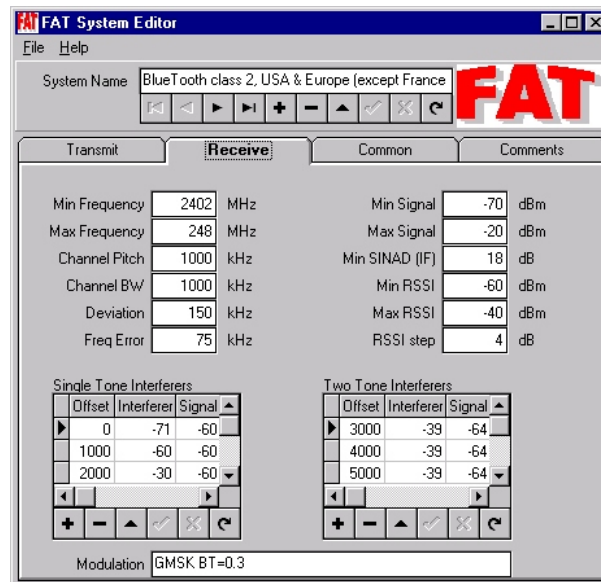 FAT FAT System Editor
File Help
System Name BlueTooth class 2, USA & Europe (except France
FAT
Transmit Receive Common Comments
Min Frequency 2402 MHz Min Signal -70 dBm
Max Frequency 248 MHz Max Signal -20 dBm
Channel Pitch 1000 kHz Min SINAD (IF) 18 dB
Channel BW 1000 kHz Min RSSI -60 dBm
Deviation 150 kHz Max RSSI -40 dBm
Freq Error 75 kHz RSSI step 4 dB
Single Tone Interferers Two Tone Interferers
Offset Interferer Signal Offset Interferer Signal
0 -71 -60 3000 -39 -64
1000 -60 -60 4000 -39 -64
2000 -30 -60 5000 -39 -64
Modulation GMSK BT=0.3